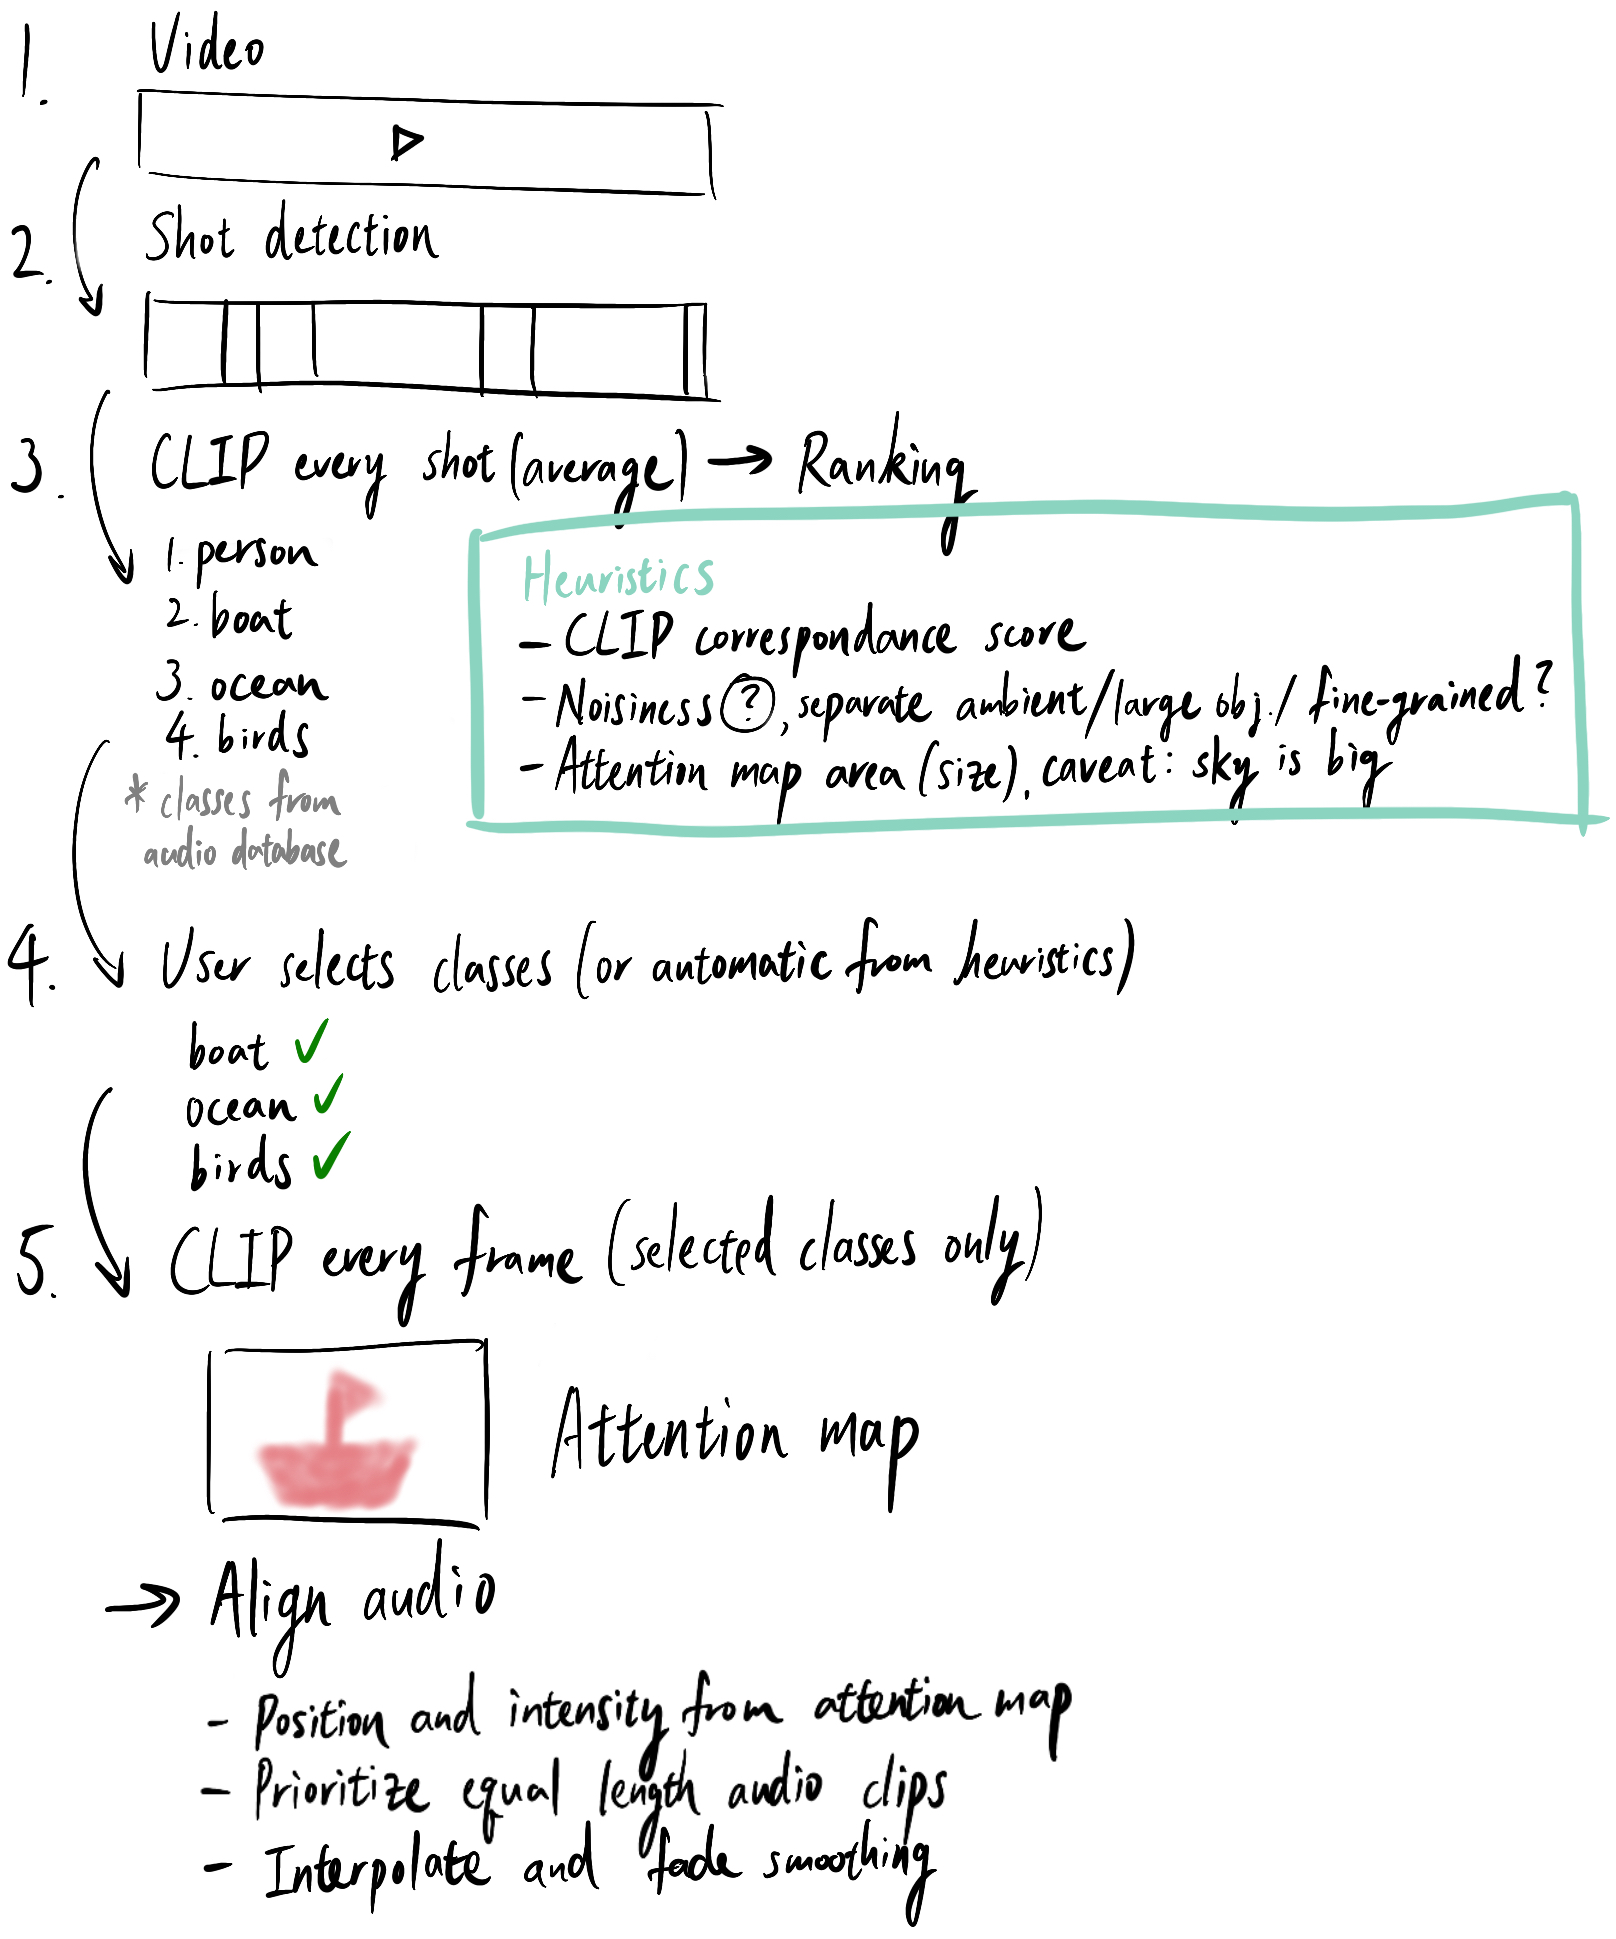 1. Video
2. Shot detection
3. CLIP every shot (average) → Ranking
1. person
2. boat
3. ocean
4. birds
* classes from
audio database
Heuristics
- CLIP correspondance score
- Noisiness ?, separate ambient/large obj./fine-grained?
- Attention map area (size), caveat: sky is big
4. User selects classes (or automatic from heuristics)
boat ✓
ocean ✓
birds ✓
5. CLIP every frame (selected classes only)
Attention map
→ Align audio
- Position and intensity from attention map
- Prioritize equal length audio clips
- Interpolate and fade smoothing